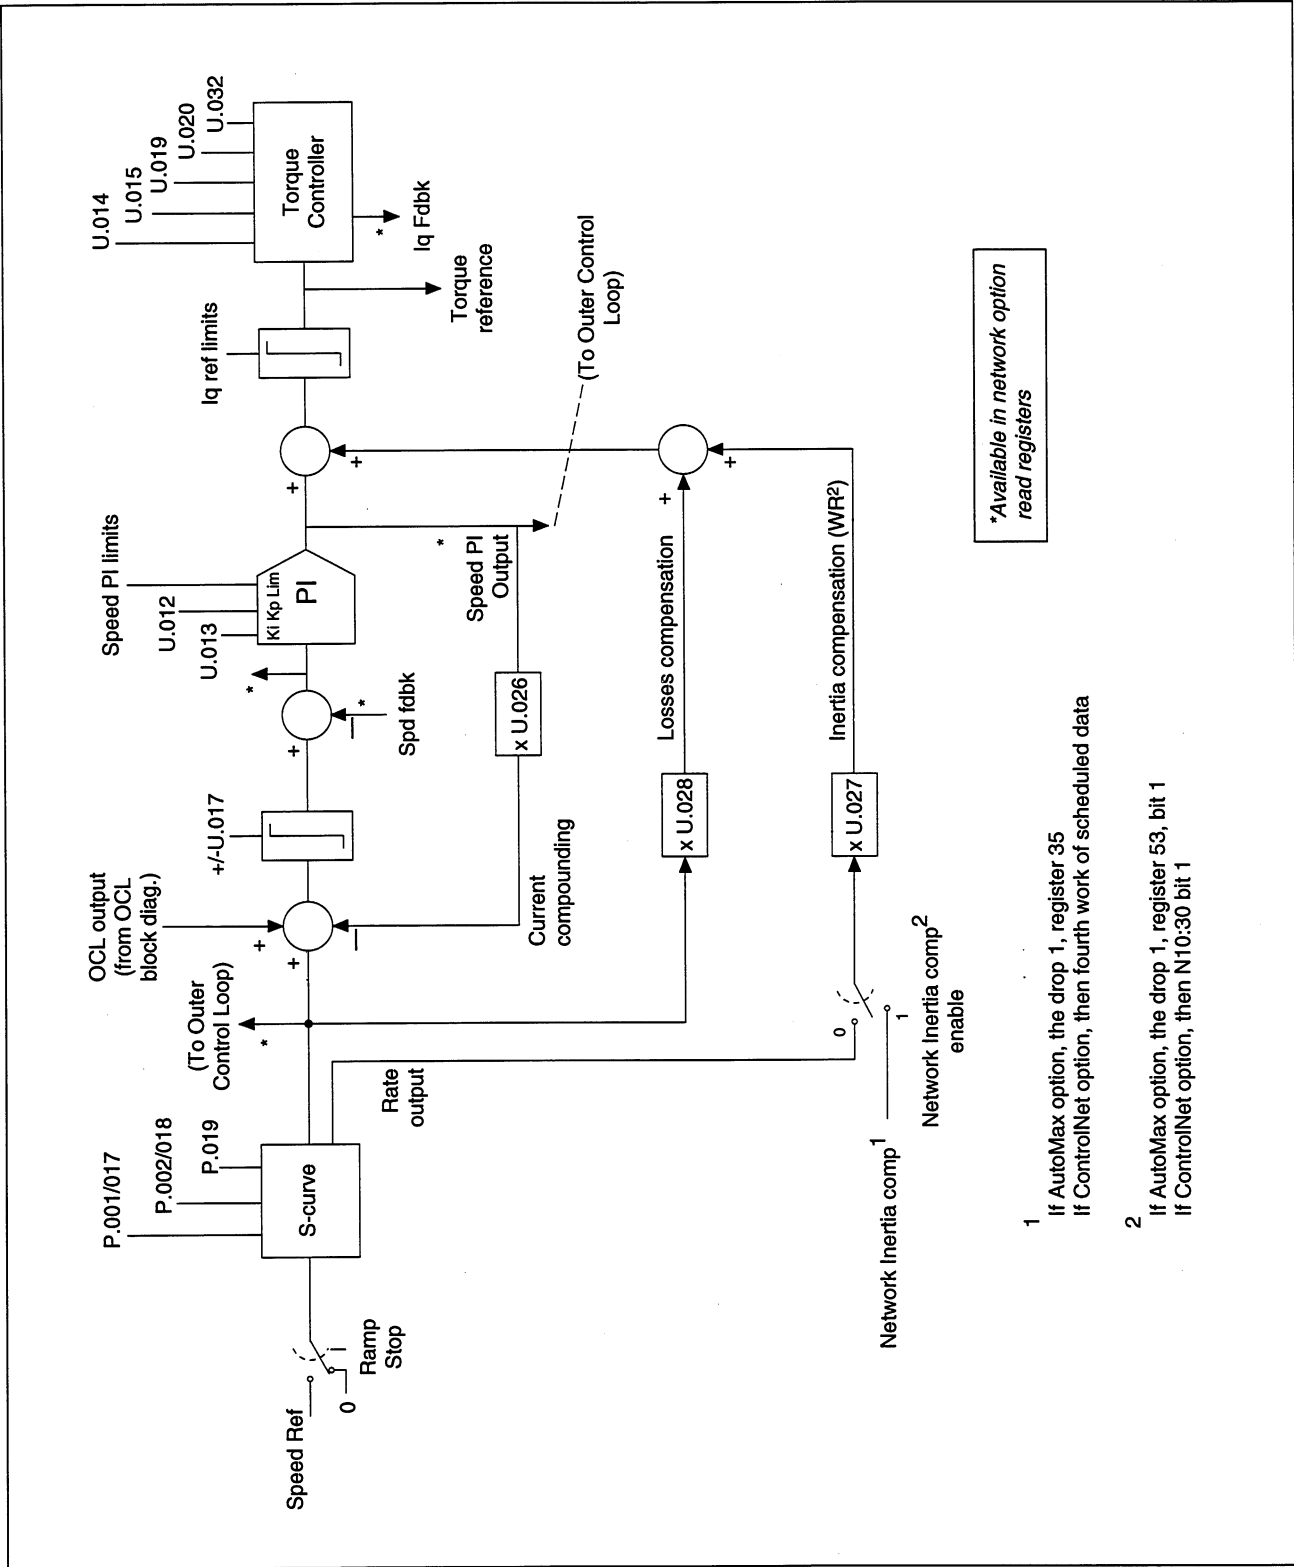 Speed Ref
0
Ramp
Stop
P.001/017
P.002/018
P.019
S-curve
Rate
output
(To Outer
Control Loop)
*
OCL output
(from OCL
block diag.)
+
+
–
Current
compounding
+/-U.017
+
–
*
Spd fdbk
*
Speed PI limits
U.012
U.013
Ki Kp Lim
PI
*
Speed PI
Output
x U.026
(To Outer Control
Loop)
+
+
Iq ref limits
Torque
reference
U.014
U.015
U.019
U.020
U.032
Torque
Controller
*
Iq Fdbk
x U.028
Losses compensation
+
+
x U.027
Inertia compensation (WR²)
0
1
Network Inertia comp¹
Network Inertia comp²
enable
*Available in network option
read registers
1
If AutoMax option, the drop 1, register 35
If ControlNet option, then fourth work of scheduled data
2
If AutoMax option, the drop 1, register 53, bit 1
If ControlNet option, then N10:30 bit 1